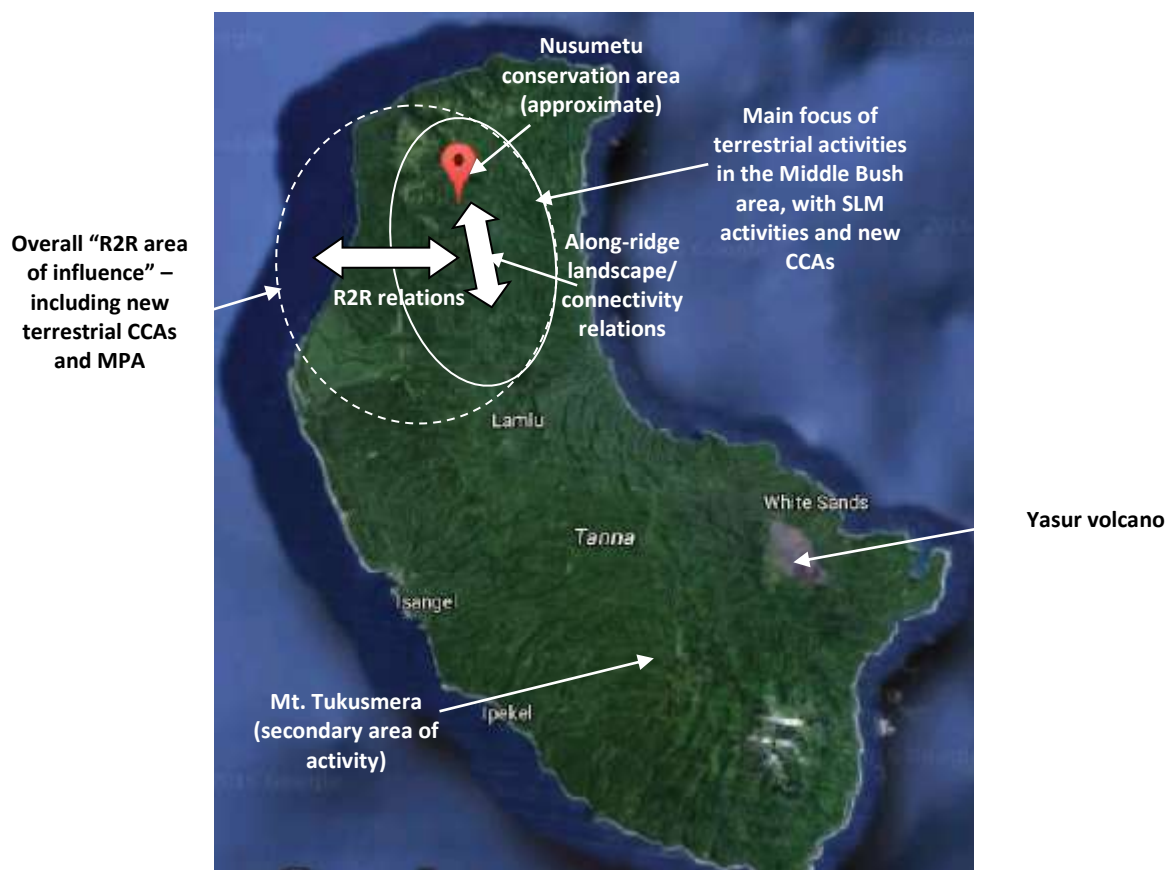 Nusumetu
conservation area
(approximate)
Main focus of
terrestrial activities
in the Middle Bush
area, with SLM
activities and new
CCAs
Overall “R2R area
of influence” –
including new
terrestrial CCAs
and MPA
Along-ridge
landscape/
connectivity
relations
R2R relations
Lamlu
White Sands
Yasur volcano
Tanna
Isangel
Mt. Tukusmera
(secondary area of
activity)
Ipekel